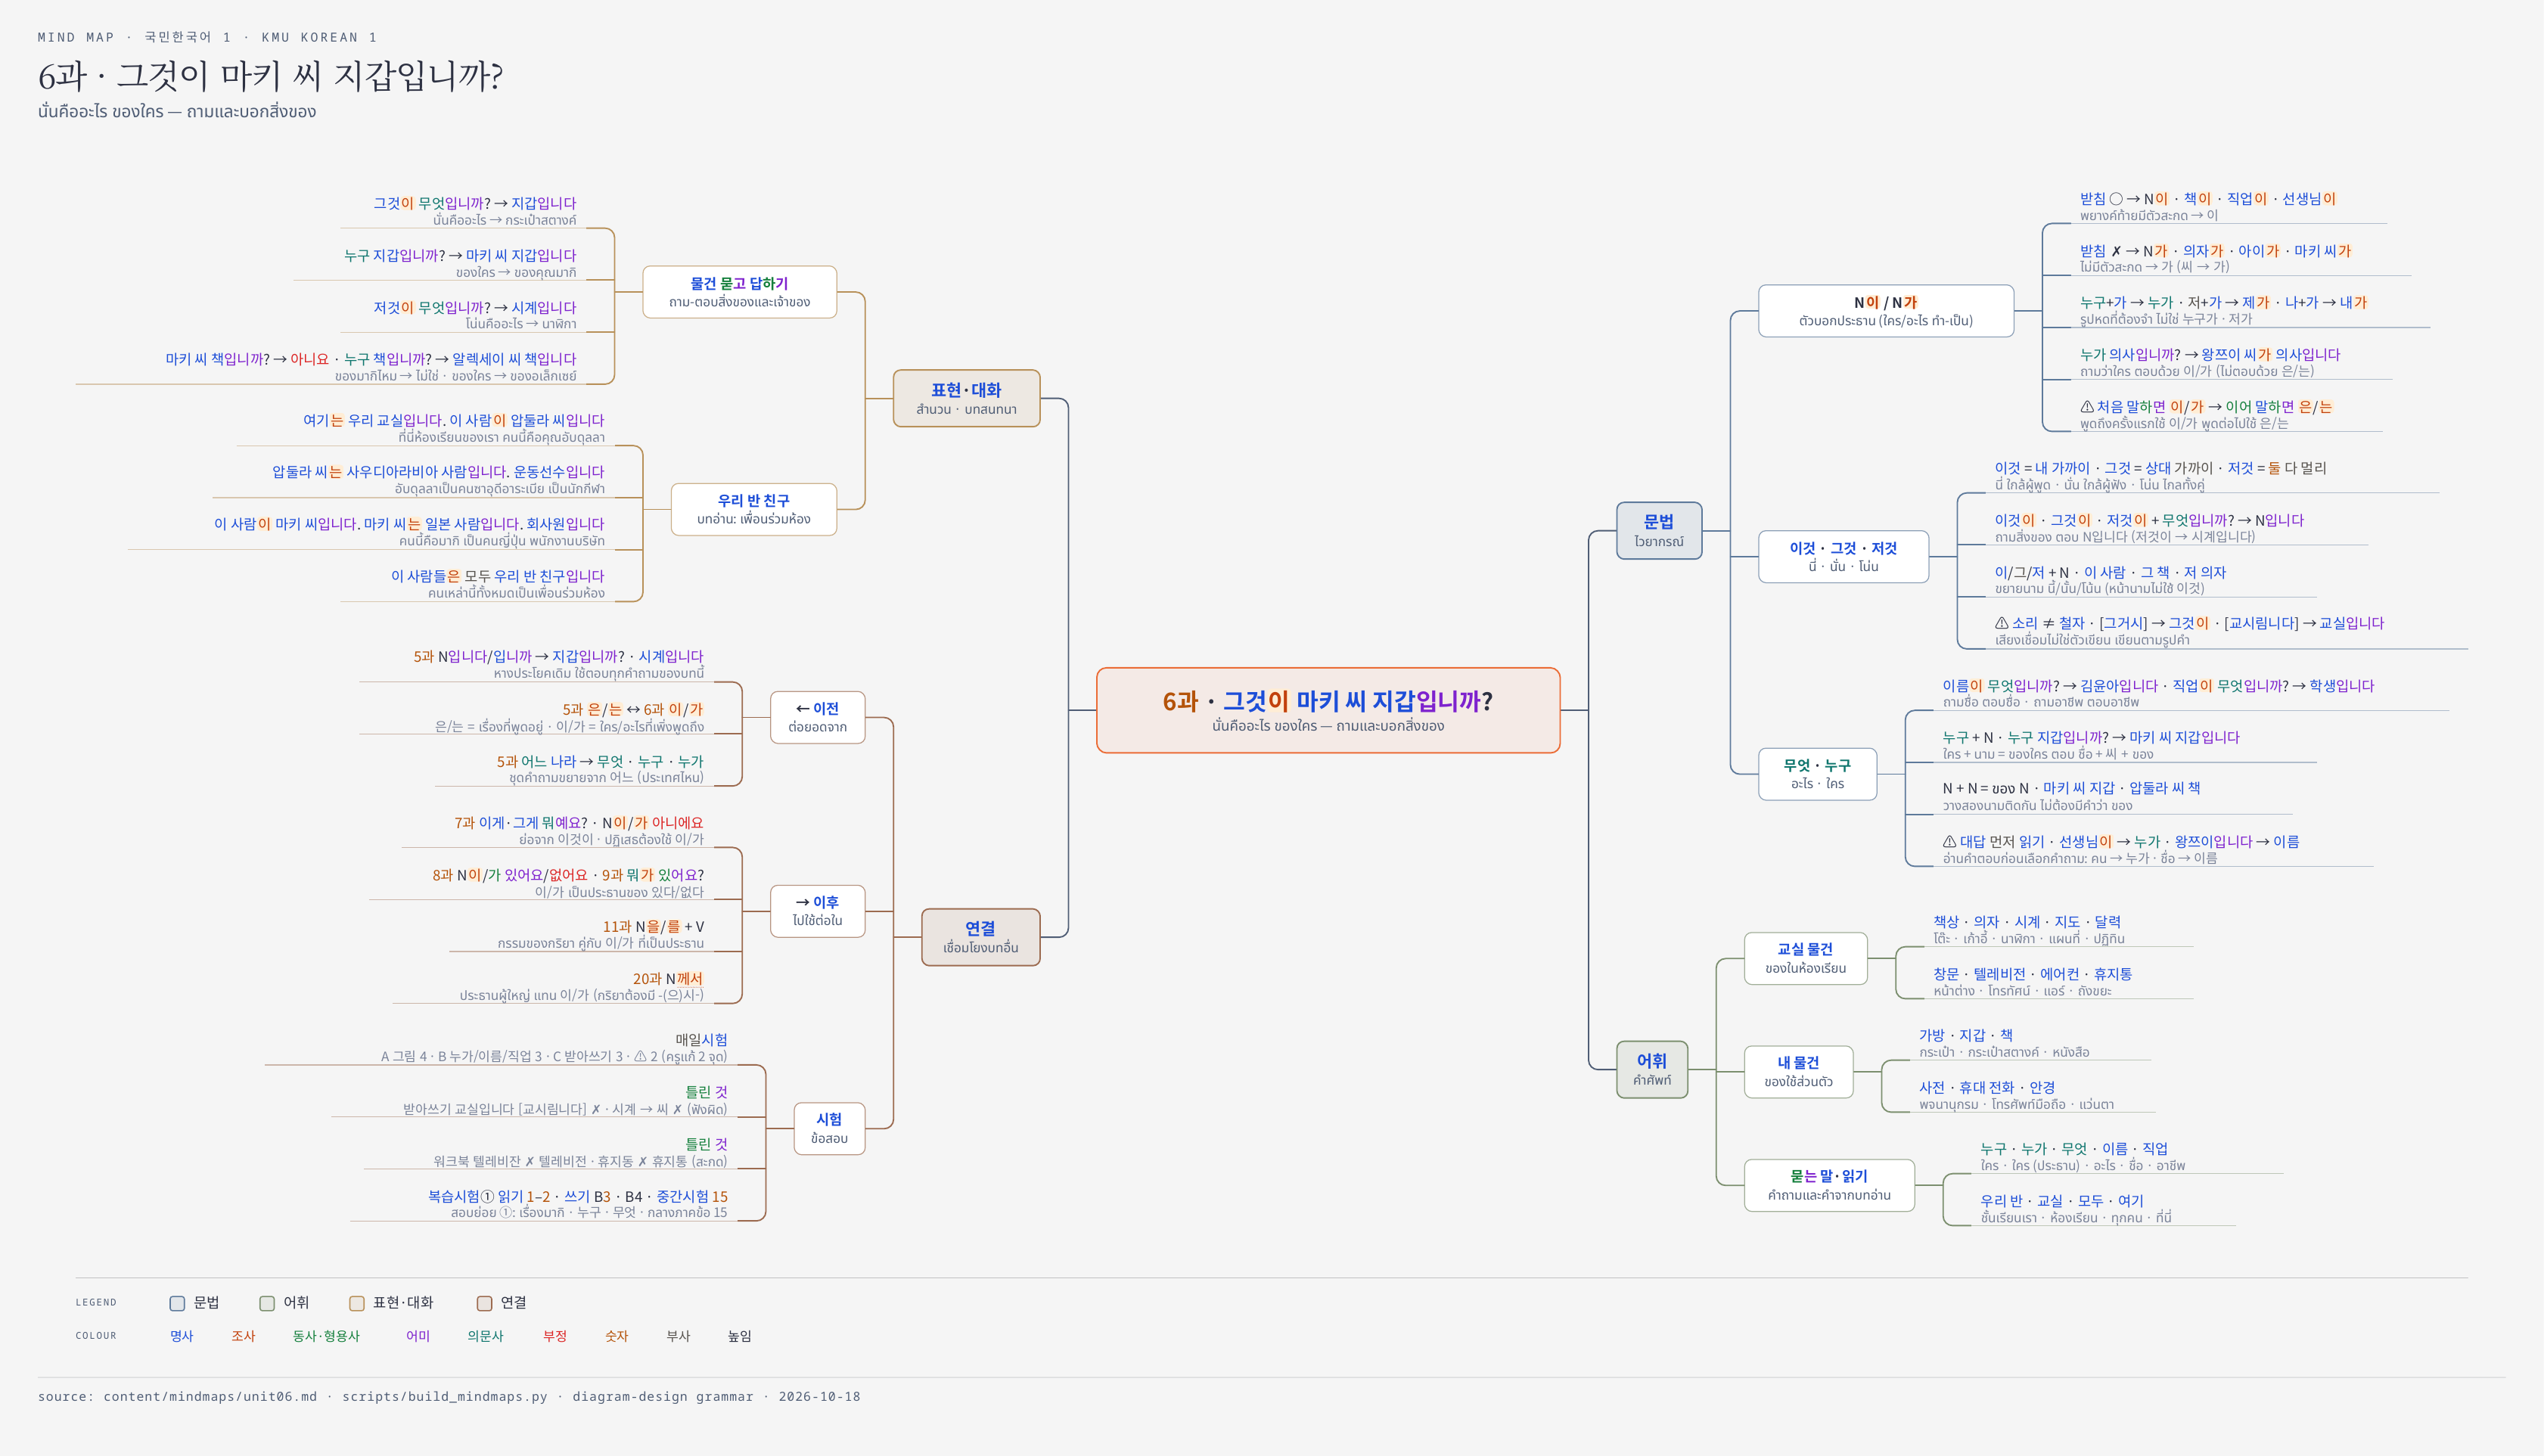 MIND MAP · 국민한국어 1 · KMU KOREAN 1
6과 · 그것이 마키 씨 지갑입니까?
นั่นคืออะไร ของใคร — ถามและบอกสิ่งของ
그것이 무엇입니까? → 지갑입니다
นั่นคืออะไร → กระเป๋าสตางค์
누구 지갑입니까? → 마키 씨 지갑입니다
ของใคร → ของคุณมากิ
저것이 무엇입니까? → 시계입니다
โน่นคืออะไร → นาฬิกา
마키 씨 책입니까? → 아니요 · 누구 책입니까? → 알렉세이 씨 책입니다
ของมากิไหม → ไม่ใช่ · ของใคร → ของอเล็กเซย์
물건 묻고 답하기
ถาม-ตอบสิ่งของและเจ้าของ
여기는 우리 교실입니다. 이 사람이 압둘라 씨입니다
ที่นี่ห้องเรียนของเรา คนนี้คือคุณอับดุลลา
압둘라 씨는 사우디아라비아 사람입니다. 운동선수입니다
อับดุลลาเป็นคนซาอุดีอาระเบีย เป็นนักกีฬา
이 사람이 마키 씨입니다. 마키 씨는 일본 사람입니다. 회사원입니다
คนนี้คือมากิ เป็นคนญี่ปุ่น พนักงานบริษัท
이 사람들은 모두 우리 반 친구입니다
คนเหล่านี้ทั้งหมดเป็นเพื่อนร่วมห้อง
우리 반 친구
บทอ่าน: เพื่อนร่วมห้อง
표현·대화
สำนวน · บทสนทนา
5과 N입니다/입니까 → 지갑입니까? · 시계입니다
หางประโยคเดิม ใช้ตอบทุกคำถามของบทนี้
5과 은/는 ↔ 6과 이/가
은/는 = เรื่องที่พูดอยู่ · 이/가 = ใคร/อะไรที่เพิ่งพูดถึง
5과 어느 나라 → 무엇 · 누구 · 누가
ชุดคำถามขยายจาก 어느 (ประเทศไหน)
← 이전
ต่อยอดจาก
7과 이게·그게 뭐예요? · N이/가 아니에요
ย่อจาก 이것이 · ปฏิเสธต้องใช้ 이/가
8과 N이/가 있어요/없어요 · 9과 뭐가 있어요?
이/가 เป็นประธานของ 있다/없다
11과 N을/를 + V
กรรมของกริยา คู่กับ 이/가 ที่เป็นประธาน
20과 N께서
ประธานผู้ใหญ่ แทน 이/가 (กริยาต้องมี -(으)시-)
→ 이후
ไปใช้ต่อใน
매일시험
A 그림 4 · B 누가/이름/직업 3 · C 받아쓰기 3 · ⚠ 2 (ครูแก้ 2 จุด)
틀린 것
받아쓰기 교실입니다 [교시림니다] ✗ · 시계 → 씨 ✗ (ฟังผิด)
틀린 것
워크북 텔레비잔 ✗ 텔레비전 · 휴지동 ✗ 휴지통 (สะกด)
복습시험① 읽기 1–2 · 쓰기 B3 · B4 · 중간시험 15
สอบย่อย ①: เรื่องมากิ · 누구 · 무엇 · กลางภาคข้อ 15
시험
ข้อสอบ
연결
เชื่อมโยงบทอื่น
6과 · 그것이 마키 씨 지갑입니까?
นั่นคืออะไร ของใคร — ถามและบอกสิ่งของ
문법
ไวยากรณ์
N이 / N가
ตัวบอกประธาน (ใคร/อะไร ทำ-เป็น)
받침 ◯ → N이 · 책이 · 직업이 · 선생님이
พยางค์ท้ายมีตัวสะกด → 이
받침 ✗ → N가 · 의자가 · 아이가 · 마키 씨가
ไม่มีตัวสะกด → 가 (씨 → 가)
누구+가 → 누가 · 저+가 → 제가 · 나+가 → 내가
รูปหดที่ต้องจำ ไม่ใช่ 누구가 · 저가
누가 의사입니까? → 왕쯔이 씨가 의사입니다
ถามว่าใคร ตอบด้วย 이/가 (ไม่ตอบด้วย 은/는)
⚠ 처음 말하면 이/가 → 이어 말하면 은/는
พูดถึงครั้งแรกใช้ 이/가 พูดต่อไปใช้ 은/는
이것 · 그것 · 저것
นี่ · นั่น · โน่น
이것 = 내 가까이 · 그것 = 상대 가까이 · 저것 = 둘 다 멀리
นี่ ใกล้ผู้พูด · นั่น ใกล้ผู้ฟัง · โน่น ไกลทั้งคู่
이것이 · 그것이 · 저것이 + 무엇입니까? → N입니다
ถามสิ่งของ ตอบ N입니다 (저것이 → 시계입니다)
이/그/저 + N · 이 사람 · 그 책 · 저 의자
ขยายนาม นี้/นั้น/โน้น (หน้านามไม่ใช้ 이것)
⚠ 소리 ≠ 철자 · [그거시] → 그것이 · [교시림니다] → 교실입니다
เสียงเชื่อมไม่ใช่ตัวเขียน เขียนตามรูปคำ
무엇 · 누구
อะไร · ใคร
이름이 무엇입니까? → 김윤아입니다 · 직업이 무엇입니까? → 학생입니다
ถามชื่อ ตอบชื่อ · ถามอาชีพ ตอบอาชีพ
누구 + N · 누구 지갑입니까? → 마키 씨 지갑입니다
ใคร + นาม = ของใคร ตอบ ชื่อ + 씨 + ของ
N + N = ของ N · 마키 씨 지갑 · 압둘라 씨 책
วางสองนามติดกัน ไม่ต้องมีคำว่า ของ
⚠ 대답 먼저 읽기 · 선생님이 → 누가 · 왕쯔이입니다 → 이름
อ่านคำตอบก่อนเลือกคำถาม: คน → 누가 · ชื่อ → 이름
어휘
คำศัพท์
교실 물건
ของในห้องเรียน
책상 · 의자 · 시계 · 지도 · 달력
โต๊ะ · เก้าอี้ · นาฬิกา · แผนที่ · ปฏิทิน
창문 · 텔레비전 · 에어컨 · 휴지통
หน้าต่าง · โทรทัศน์ · แอร์ · ถังขยะ
내 물건
ของใช้ส่วนตัว
가방 · 지갑 · 책
กระเป๋า · กระเป๋าสตางค์ · หนังสือ
사전 · 휴대 전화 · 안경
พจนานุกรม · โทรศัพท์มือถือ · แว่นตา
묻는 말·읽기
คำถามและคำจากบทอ่าน
누구 · 누가 · 무엇 · 이름 · 직업
ใคร · ใคร (ประธาน) · อะไร · ชื่อ · อาชีพ
우리 반 · 교실 · 모두 · 여기
ชั้นเรียนเรา · ห้องเรียน · ทุกคน · ที่นี่
LEGEND 문법 어휘 표현·대화 연결
COLOUR 명사 조사 동사·형용사 어미 의문사 부정 숫자 부사 높임
source: content/mindmaps/unit06.md · scripts/build_mindmaps.py · diagram-design grammar · 2026-10-18